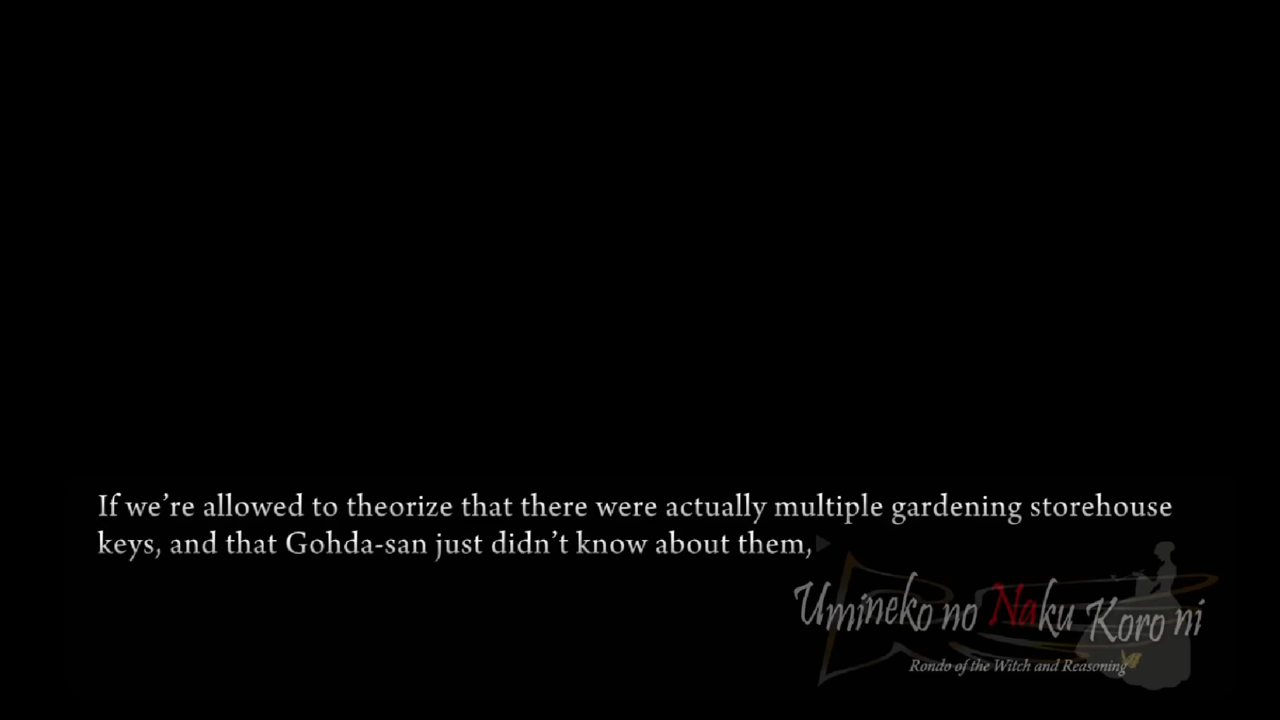 If we're allowed to theorize that there were actually multiple gardening storehouse
keys, and that Gohda-san just didn't know about them,
Umineko no Naku Koro ni
Rondo of the Witch and Reasoning